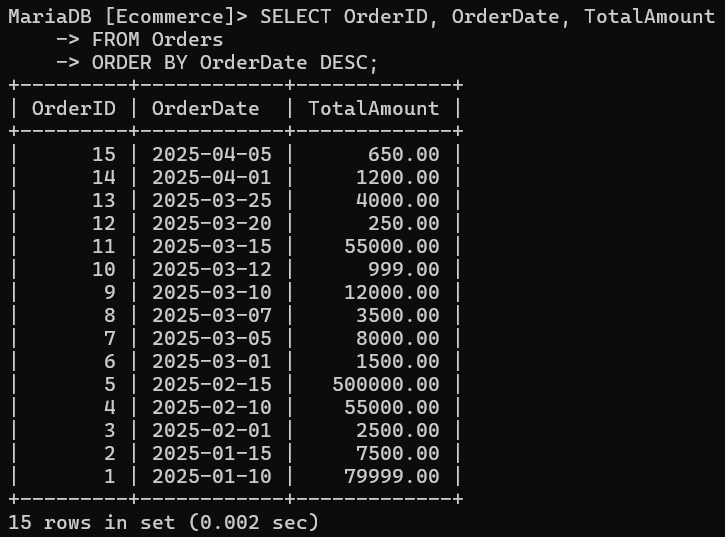 MariaDB [Ecommerce]> SELECT OrderID, OrderDate, TotalAmount
    -> FROM Orders
    -> ORDER BY OrderDate DESC;
+---------+------------+-------------+
| OrderID | OrderDate  | TotalAmount |
+---------+------------+-------------+
|      15 | 2025-04-05 |      650.00 |
|      14 | 2025-04-01 |     1200.00 |
|      13 | 2025-03-25 |     4000.00 |
|      12 | 2025-03-20 |      250.00 |
|      11 | 2025-03-15 |    55000.00 |
|      10 | 2025-03-12 |      999.00 |
|       9 | 2025-03-10 |    12000.00 |
|       8 | 2025-03-07 |     3500.00 |
|       7 | 2025-03-05 |     8000.00 |
|       6 | 2025-03-01 |     1500.00 |
|       5 | 2025-02-15 |   500000.00 |
|       4 | 2025-02-10 |    55000.00 |
|       3 | 2025-02-01 |     2500.00 |
|       2 | 2025-01-15 |     7500.00 |
|       1 | 2025-01-10 |    79999.00 |
+---------+------------+-------------+
15 rows in set (0.002 sec)